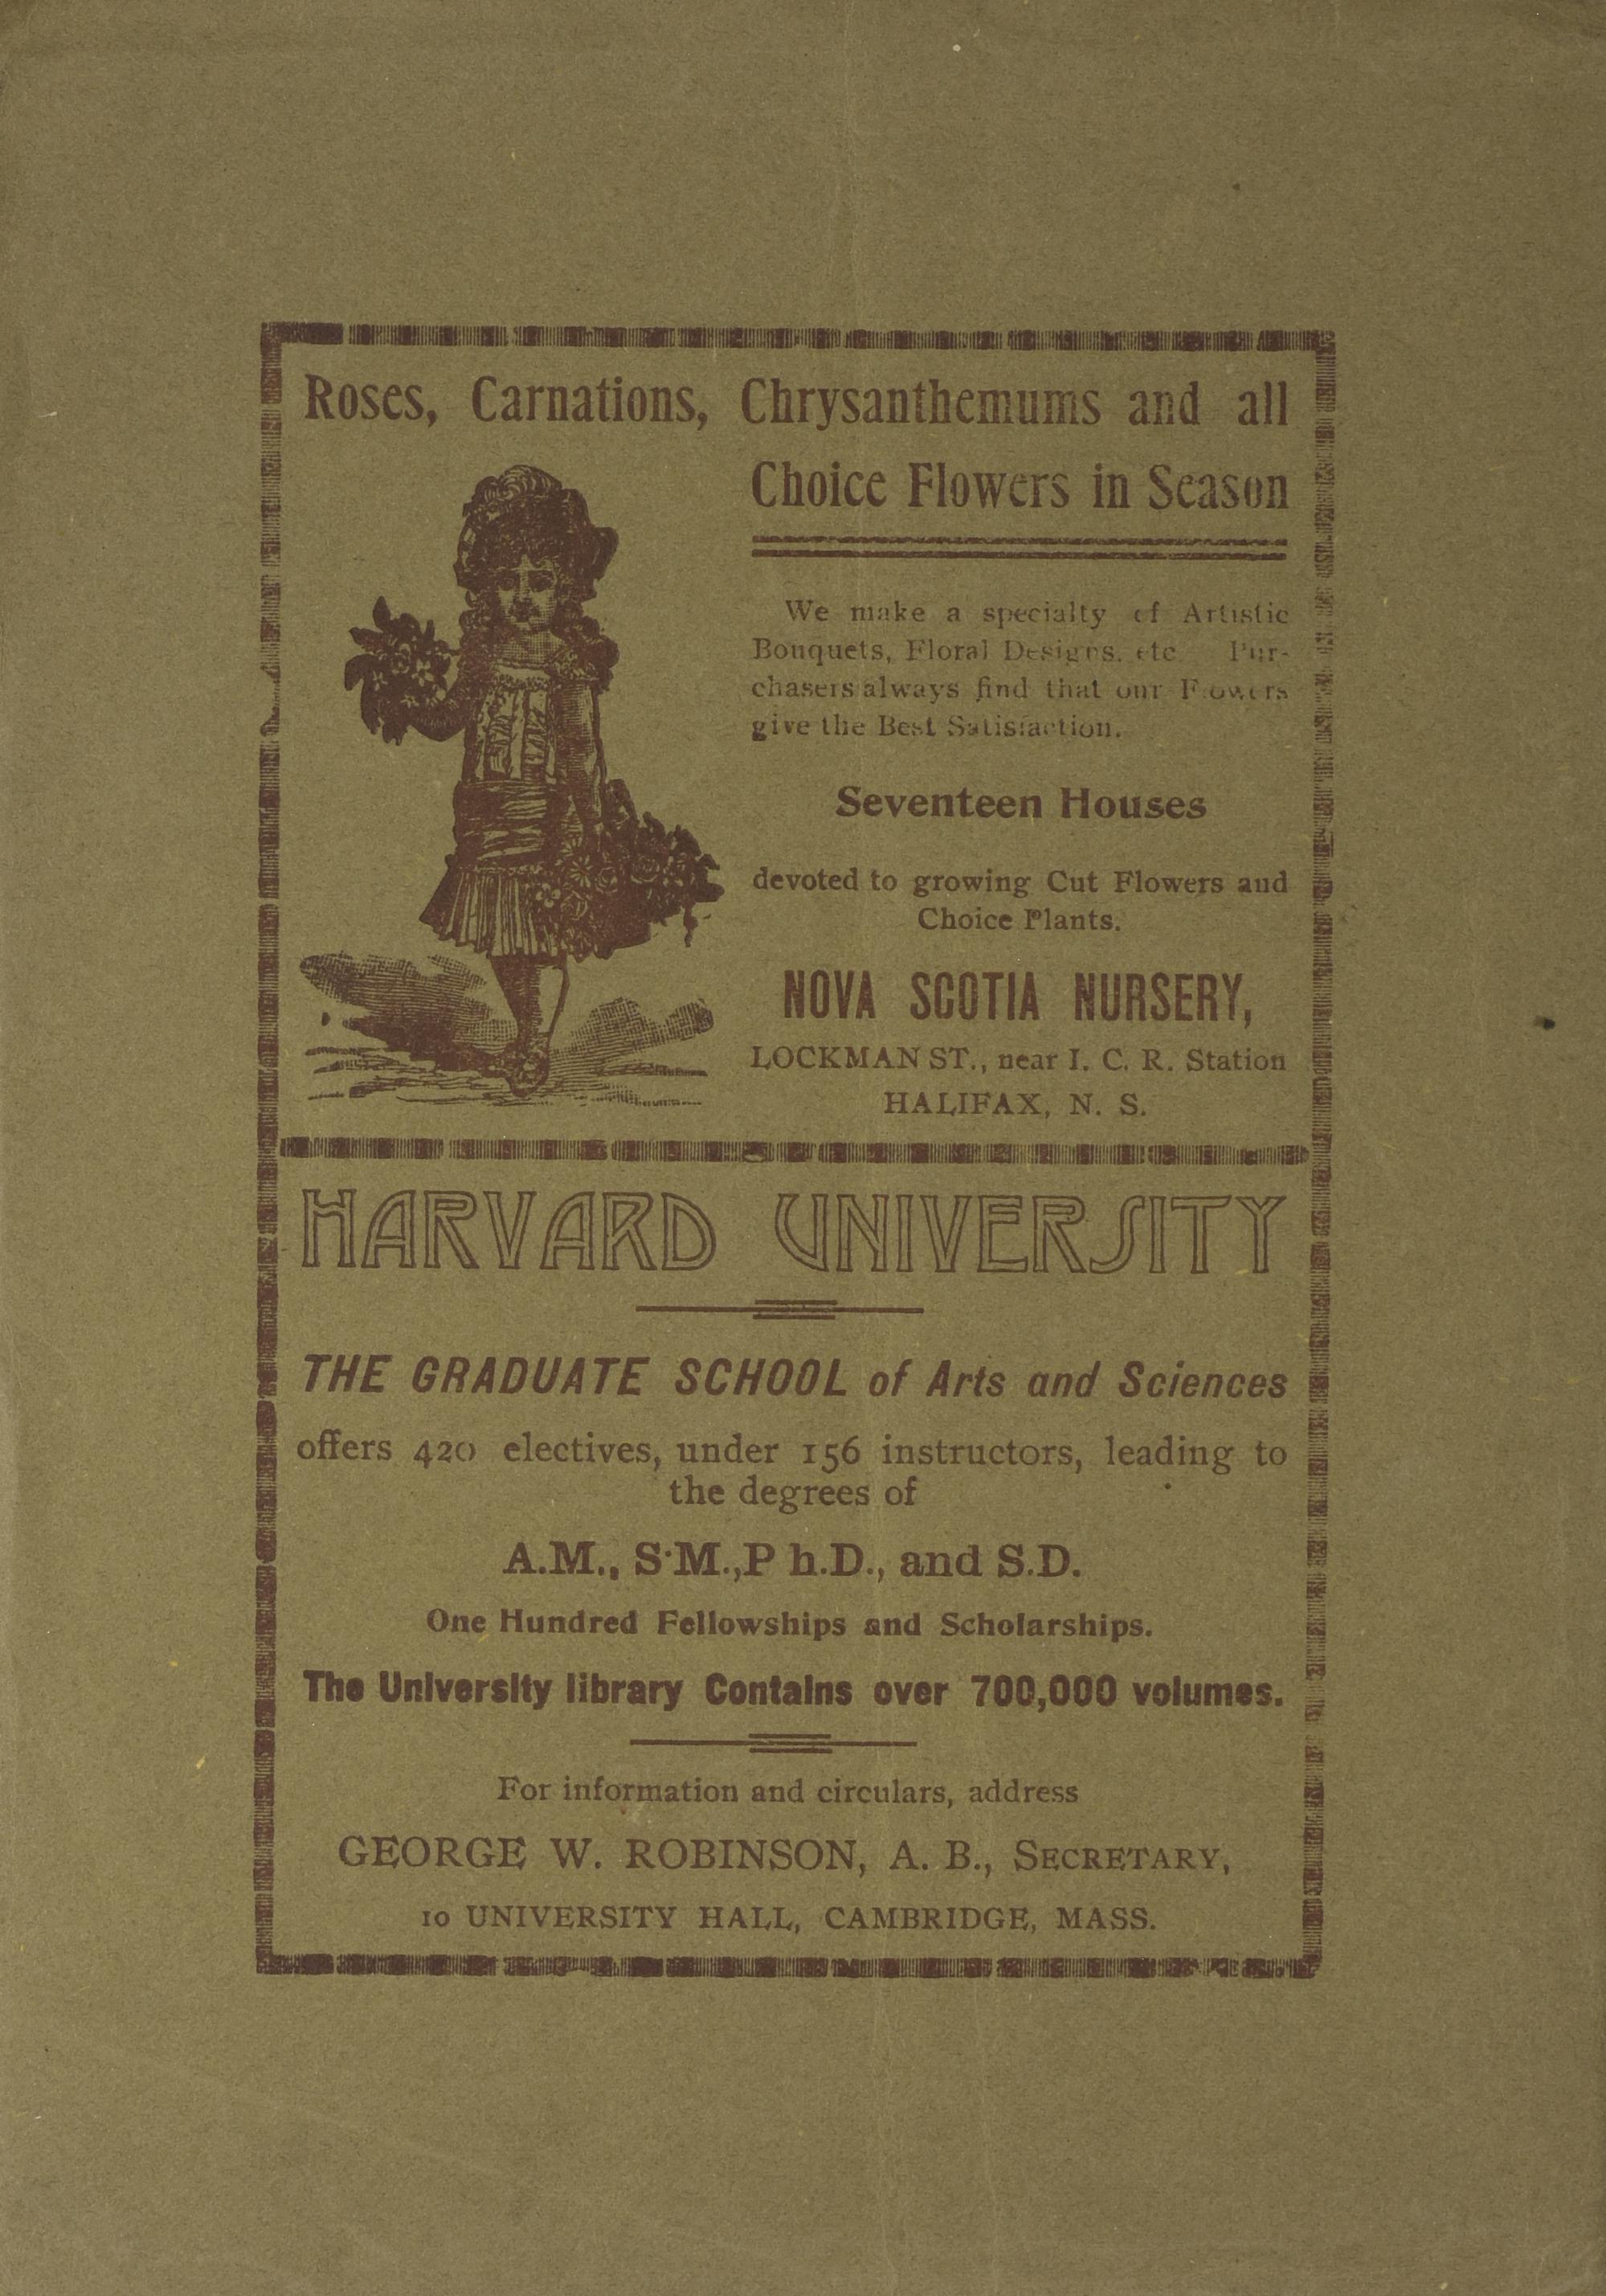 Roses, Carnations, Chrysanthemums and all
Choice Flowers in Season
We make a specialty of Artistic
Bouquets, Floral Designs, etc. Pur-
chasers always find that our Flowers
give the Best Satisfaction.
Seventeen Houses
devoted to growing Cut Flowers and
Choice Plants.
NOVA SCOTIA NURSERY,
LOCKMAN ST., near I. C. R. Station
HALIFAX, N. S.
HARVARD UNIVERSITY
THE GRADUATE SCHOOL of Arts and Sciences
offers 420 electives, under 156 instructors, leading to
the degrees of
A.M., S·M.,P h.D., and S.D.
One Hundred Fellowships and Scholarships.
The University library Contains over 700,000 volumes.
For information and circulars, address
GEORGE W. ROBINSON, A. B., SECRETARY,
10 UNIVERSITY HALL, CAMBRIDGE, MASS.